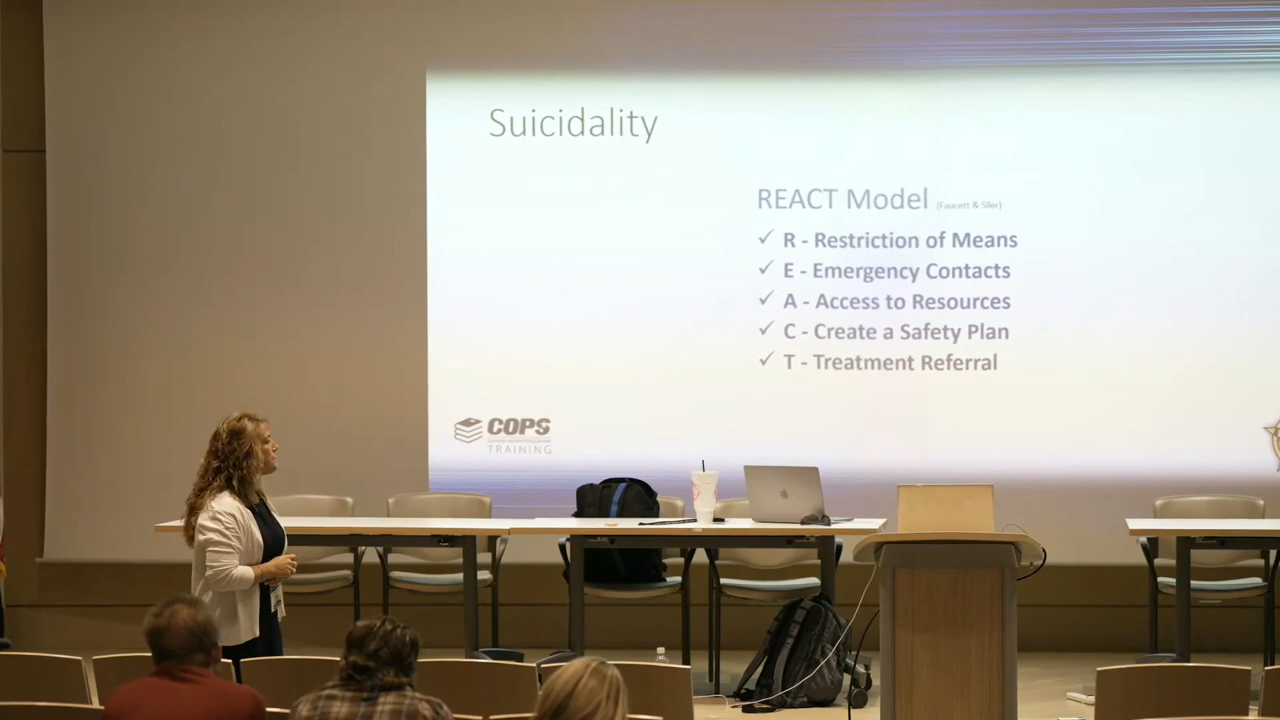 Suicidality
REACT Model (Faucett & Siler)
✓ R - Restriction of Means
✓ E - Emergency Contacts
✓ A - Access to Resources
✓ C - Create a Safety Plan
✓ T - Treatment Referral
COPS
TRAINING